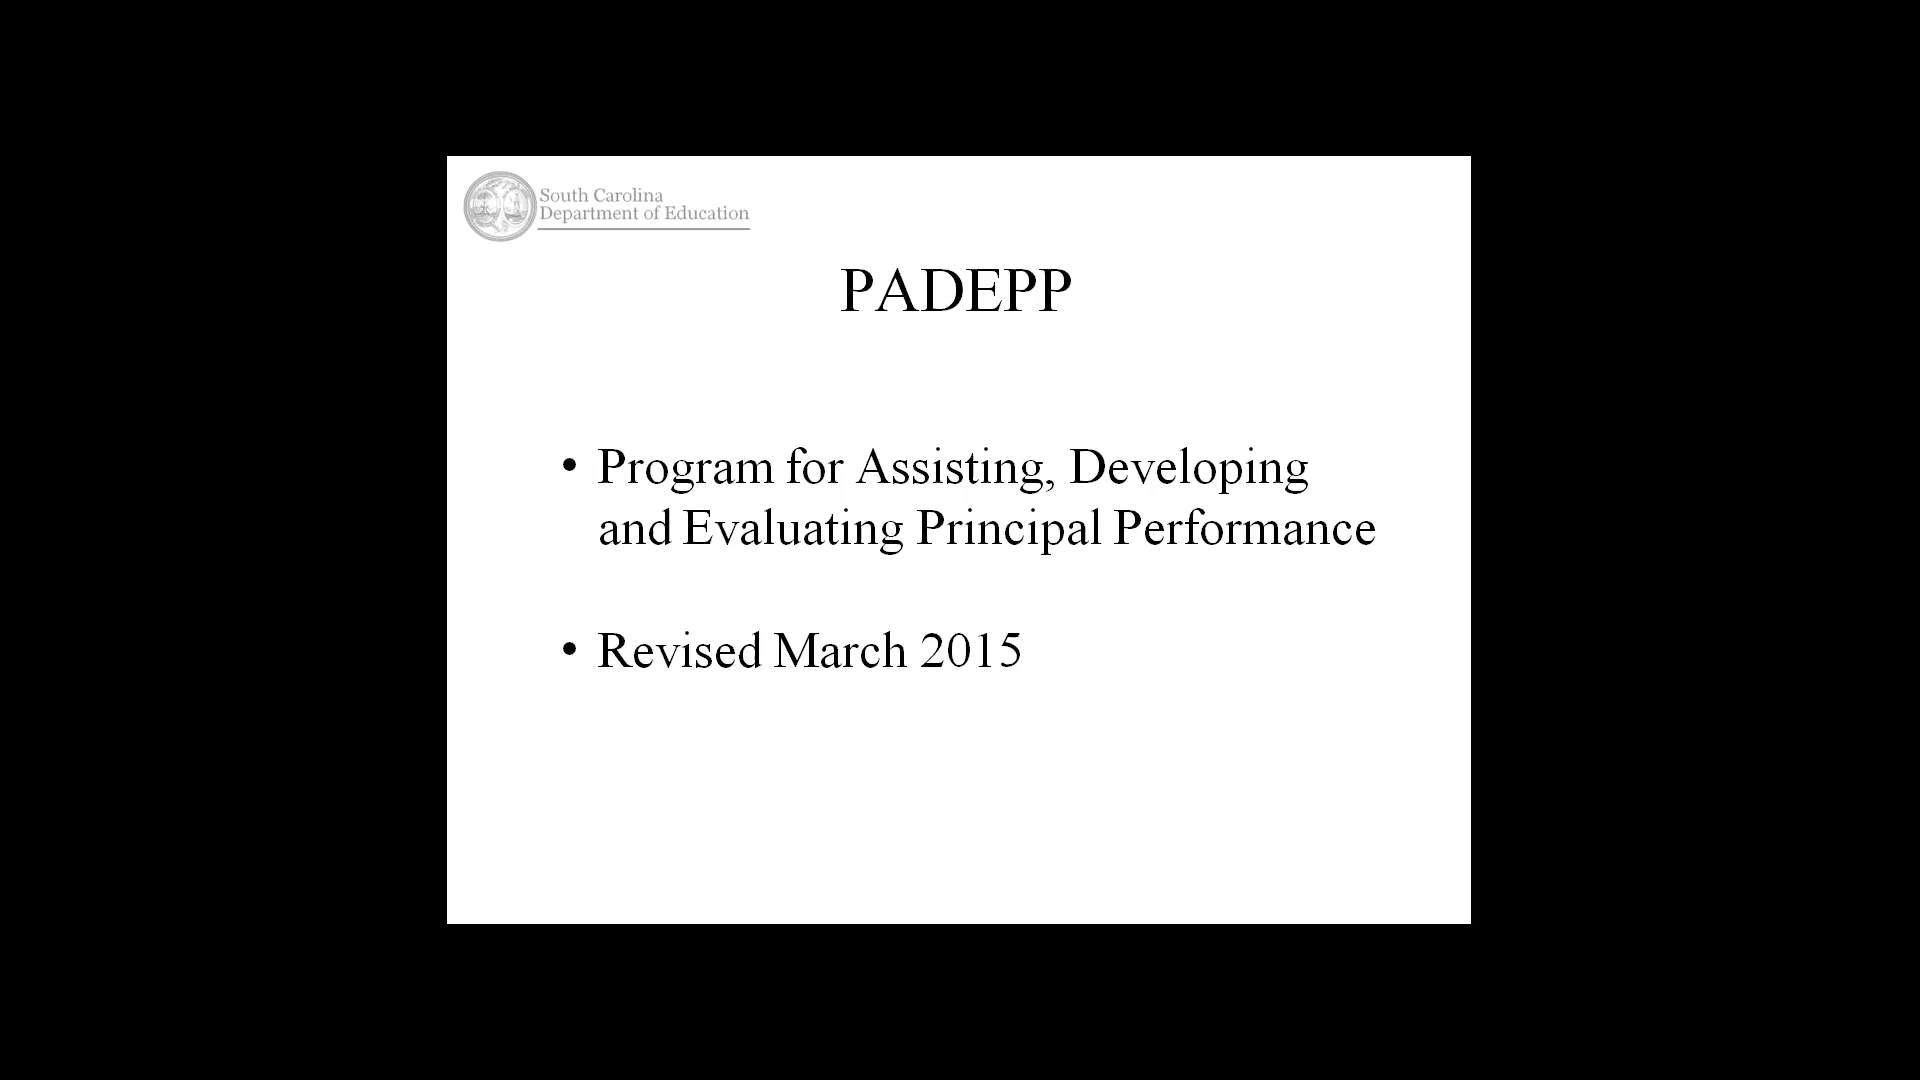 South Carolina
Department of Education
PADEPP
• Program for Assisting, Developing
and Evaluating Principal Performance
• Revised March 2015